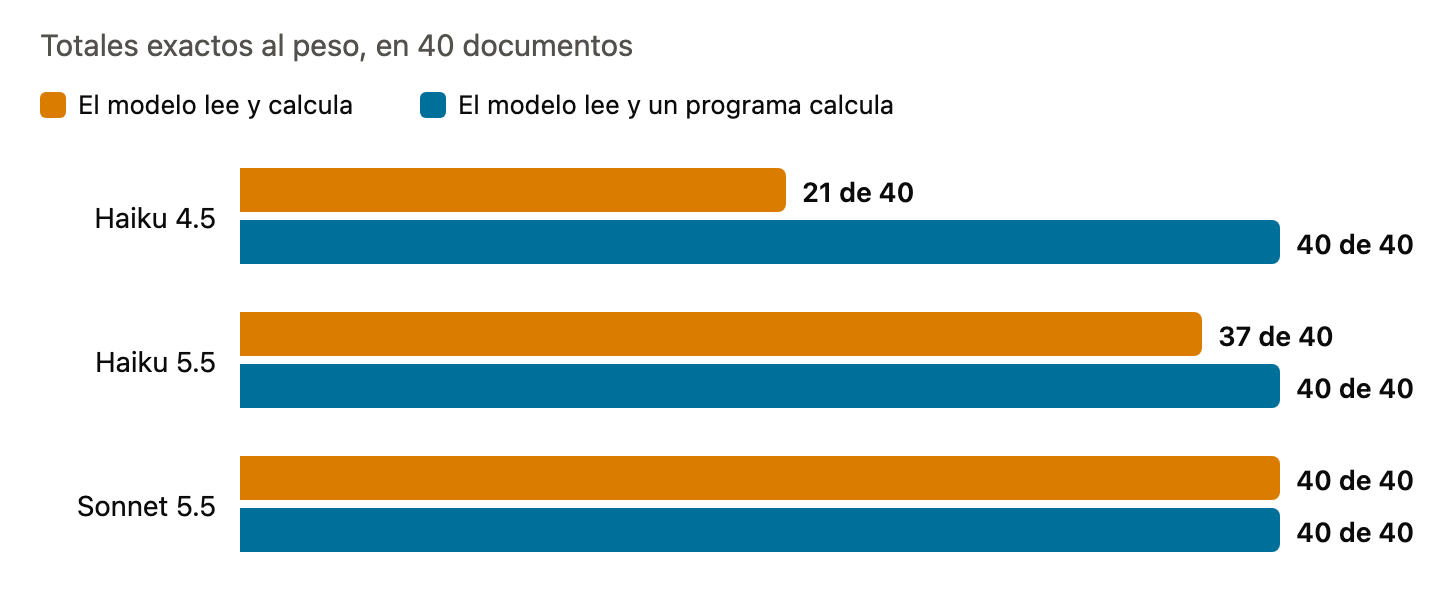 Totales exactos al peso, en 40 documentos
El modelo lee y calcula
El modelo lee y un programa calcula
Haiku 4.5
21 de 40
40 de 40
Haiku 5.5
37 de 40
40 de 40
Sonnet 5.5
40 de 40
40 de 40